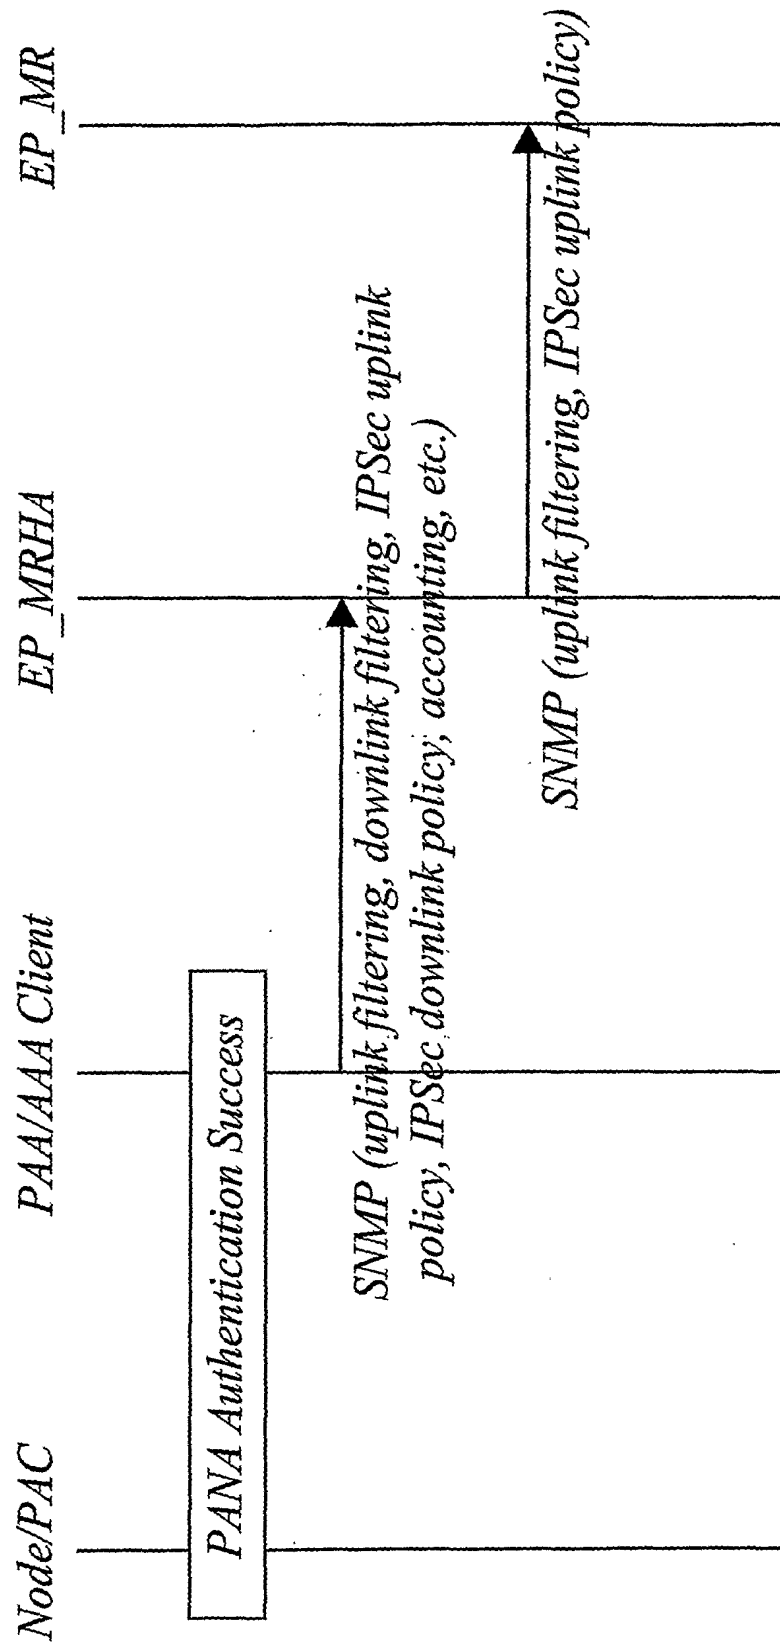 Node/PAC
PAA/AAA Client
EP_MRHA
EP_MR
PANA Authentication Success
SNMP (uplink filtering, downlink filtering, IPSec uplink
policy, IPSec downlink policy, accounting, etc.)
SNMP (uplink filtering, IPSec uplink policy)